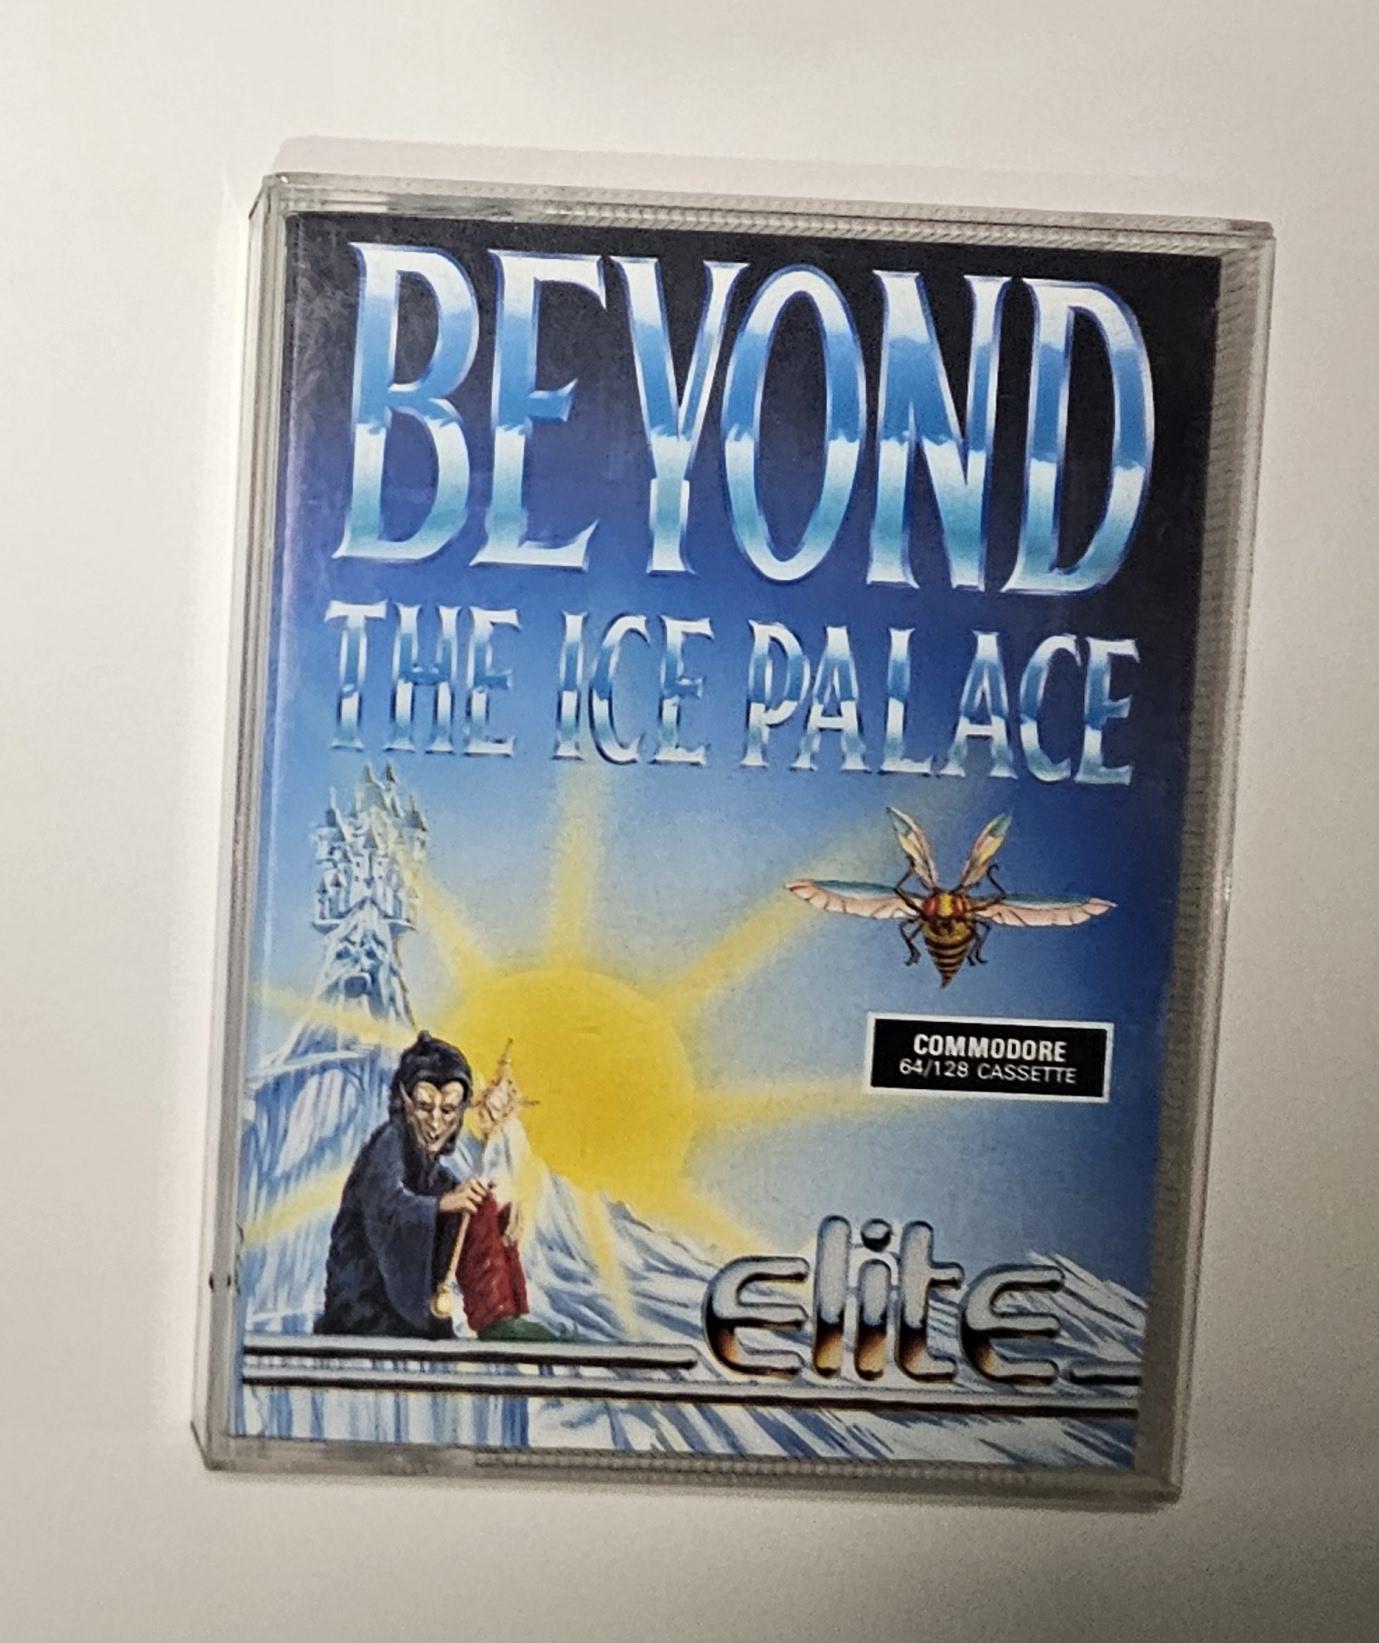 BEYOND
THE ICE PALACE
COMMODORE
64/128 CASSETTE
elite